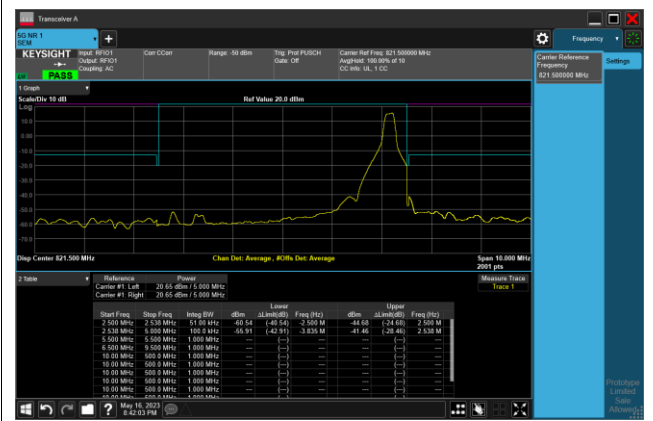 Transceiver A
5G NR 1
SEM
Frequency
KEYSIGHT
PASS
Input: RFIO1
Output: RFIO1
Coupling: AC
Corr CCorr
Range: -50 dBm
Trig: Prot PUSCH
Gate: Off
Carrier Ref Freq: 821.500000 MHz
Avg|Hold: 100.00% of 10
CC Info: UL, 1 CC
Carrier Reference
Frequency
821.500000 MHz
Settings
1 Graph
Scale/Div 10 dB
Ref Value 20.0 dBm
Log
10.0
0.00
-10.0
-20.0
-30.0
-40.0
-50.0
-60.0
-70.0
Disp Center 821.500 MHz
Chan Det: Average, #Offs Det: Average
Span 10.000 MHz
2001 pts
2 Table
Reference Power
Carrier #1: Left 20.65 dBm / 5.000 MHz
Carrier #1: Right 20.65 dBm / 5.000 MHz
Measure Trace
Trace 1
Lower Upper
Start Freq Stop Freq Integ BW dBm ΔLimit(dB) Freq (Hz) dBm ΔLimit(dB) Freq (Hz)
2.500 MHz 2.538 MHz 51.00 kHz -60.54 (-40.54) -2.500 M -44.68 (-24.68) 2.500 M
2.538 MHz 5.000 MHz 100.0 kHz -55.91 (-42.91) -3.835 M -41.46 (-28.46) 2.538 M
5.500 MHz 5.500 MHz 1.000 MHz --- (---) --- --- (---) ---
6.500 MHz 9.500 MHz 1.000 MHz --- (---) --- --- (---) ---
10.00 MHz 500.0 MHz 1.000 MHz --- (---) --- --- (---) ---
10.00 MHz 500.0 MHz 1.000 MHz --- (---) --- --- (---) ---
10.00 MHz 500.0 MHz 1.000 MHz --- (---) --- --- (---) ---
10.00 MHz 500.0 MHz 1.000 MHz --- (---) --- --- (---) ---
10.00 MHz 500.0 MHz 1.000 MHz --- (---) --- --- (---) ---
May 16, 2023
8:42:03 PM
Prototype
Limited
Sale
Allowed